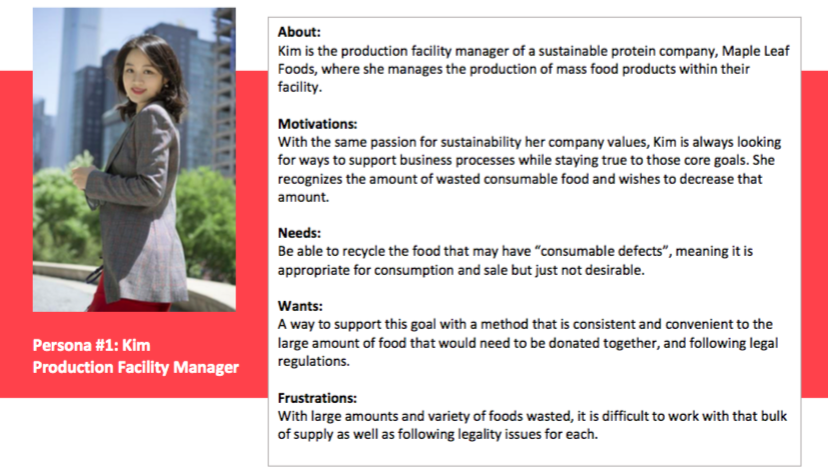 About:
Kim is the production facility manager of a sustainable protein company, Maple Leaf
Foods, where she manages the production of mass food products within their
facility.
Motivations:
With the same passion for sustainability her company values, Kim is always looking
for ways to support business processes while staying true to those core goals. She
recognizes the amount of wasted consumable food and wishes to decrease that
amount.
Needs:
Be able to recycle the food that may have “consumable defects”, meaning it is
appropriate for consumption and sale but just not desirable.
Wants:
A way to support this goal with a method that is consistent and convenient to the
large amount of food that would need to be donated together, and following legal
regulations.
Frustrations:
With large amounts and variety of foods wasted, it is difficult to work with that bulk
of supply as well as following legality issues for each.
Persona #1: Kim
Production Facility Manager